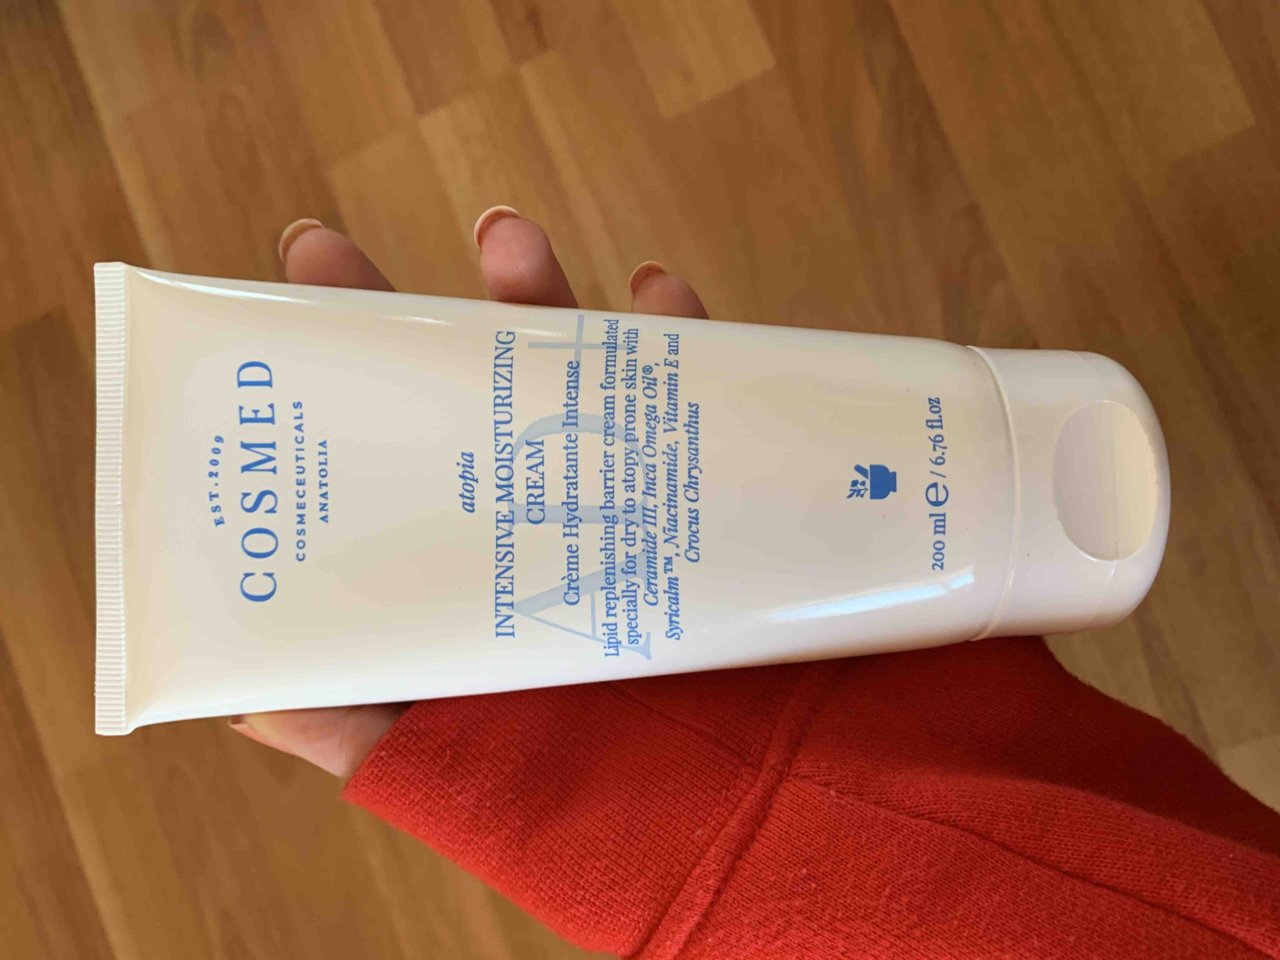 EST.2009
COSMED
COSMECEUTICALS
ANATOLIA
atopia
INTENSIVE MOISTURIZING
CREAM
AD+
Crème Hydratante Intense
Lipid replenishing barrier cream formulated
specially for dry to atopy prone skin with
Ceramide III, Inca Omega Oil®,
Syricalm™, Niacinamide, Vitamin E and
Crocus Chrysanthus
200 ml ℮ / 6.76 fl.oz